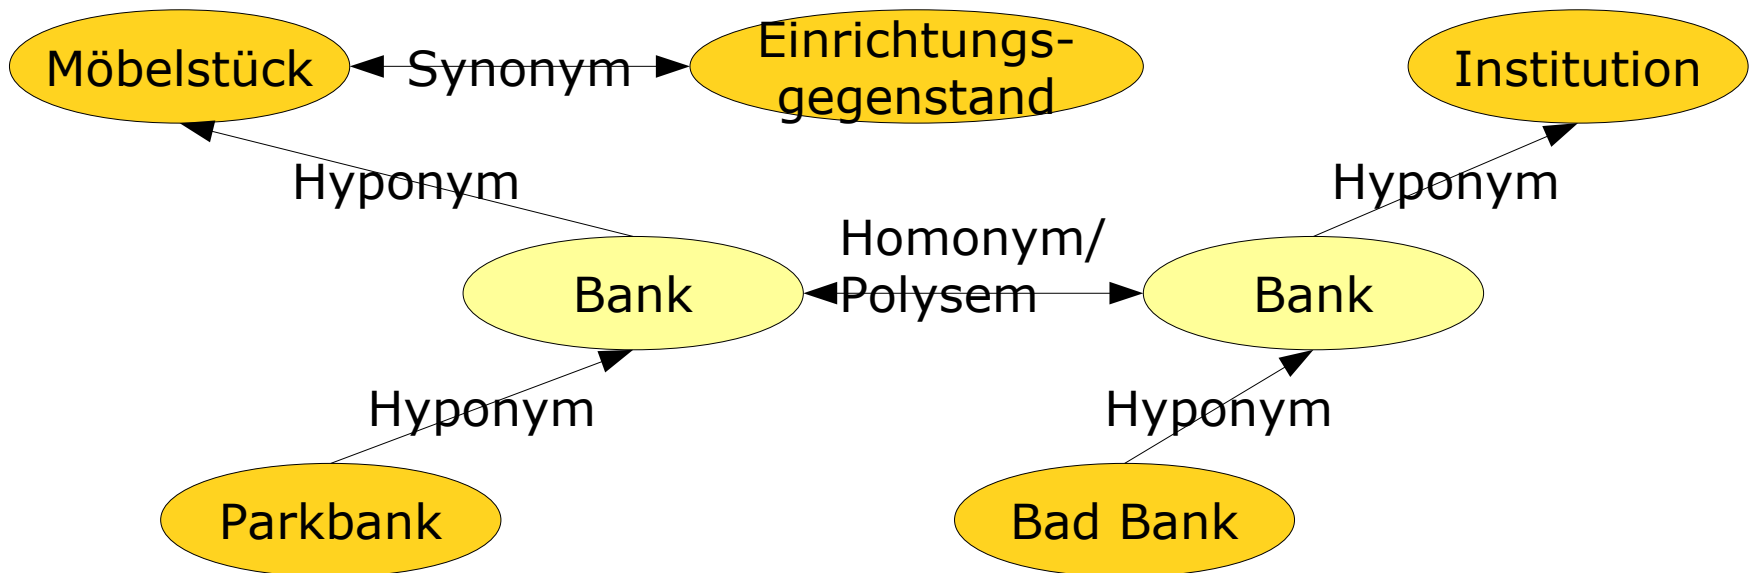 Möbelstück
Synonym
Einrichtungs-
gegenstand
Institution
Hyponym
Hyponym
Homonym/
Polysem
Bank
Bank
Hyponym
Hyponym
Parkbank
Bad Bank